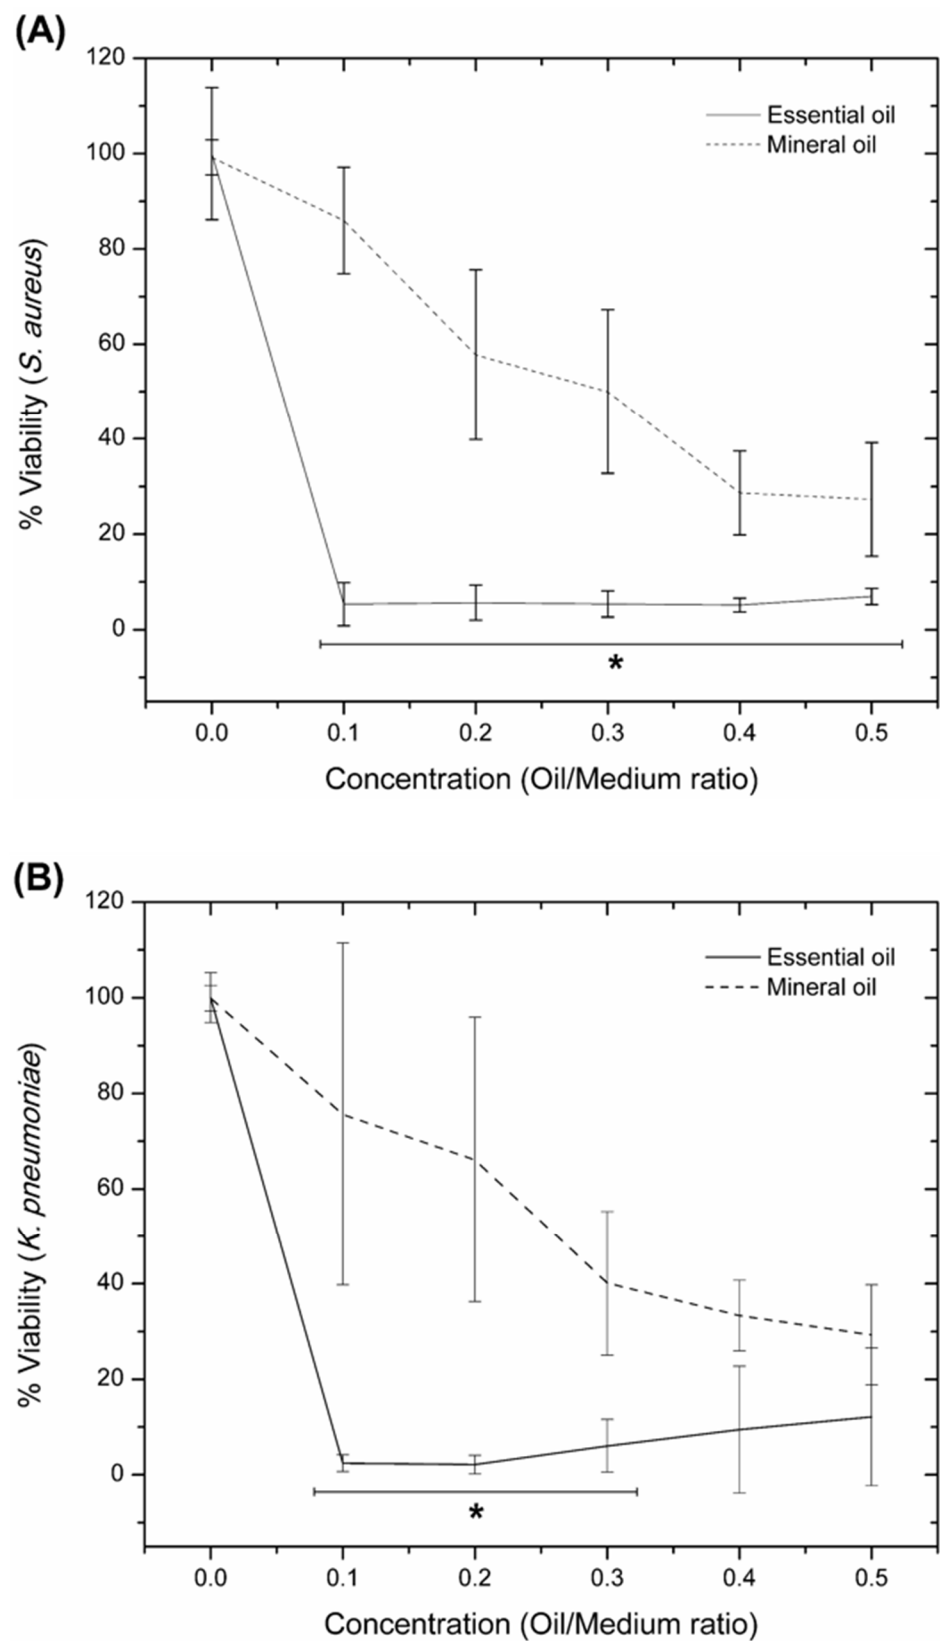 (A)
120
100
80
60
40
20
0
% Viability (S. aureus)
Essential oil
Mineral oil
*
0.0 0.1 0.2 0.3 0.4 0.5
Concentration (Oil/Medium ratio)
(B)
120
100
80
60
40
20
0
% Viability (K. pneumoniae)
Essential oil
Mineral oil
*
0.0 0.1 0.2 0.3 0.4 0.5
Concentration (Oil/Medium ratio)